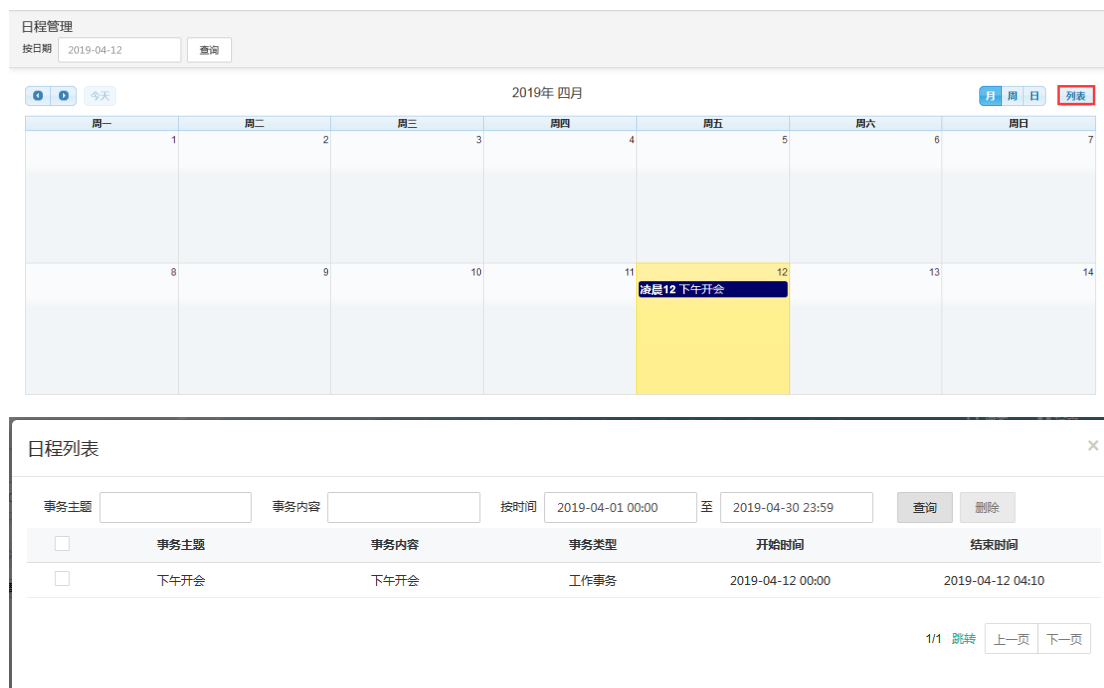 日程管理
按日期 2019-04-12 查询
今天 2019年 四月 月 周 日 列表
周一 周二 周三 周四 周五 周六 周日
1 2 3 4 5 6 7
8 9 10 11 12 13 14
凌晨12 下午开会
日程列表 ×
事务主题 事务内容 按时间 2019-04-01 00:00 至 2019-04-30 23:59 查询 删除
事务主题 事务内容 事务类型 开始时间 结束时间
下午开会 下午开会 工作事务 2019-04-12 00:00 2019-04-12 04:10
1/1 跳转 上一页 下一页